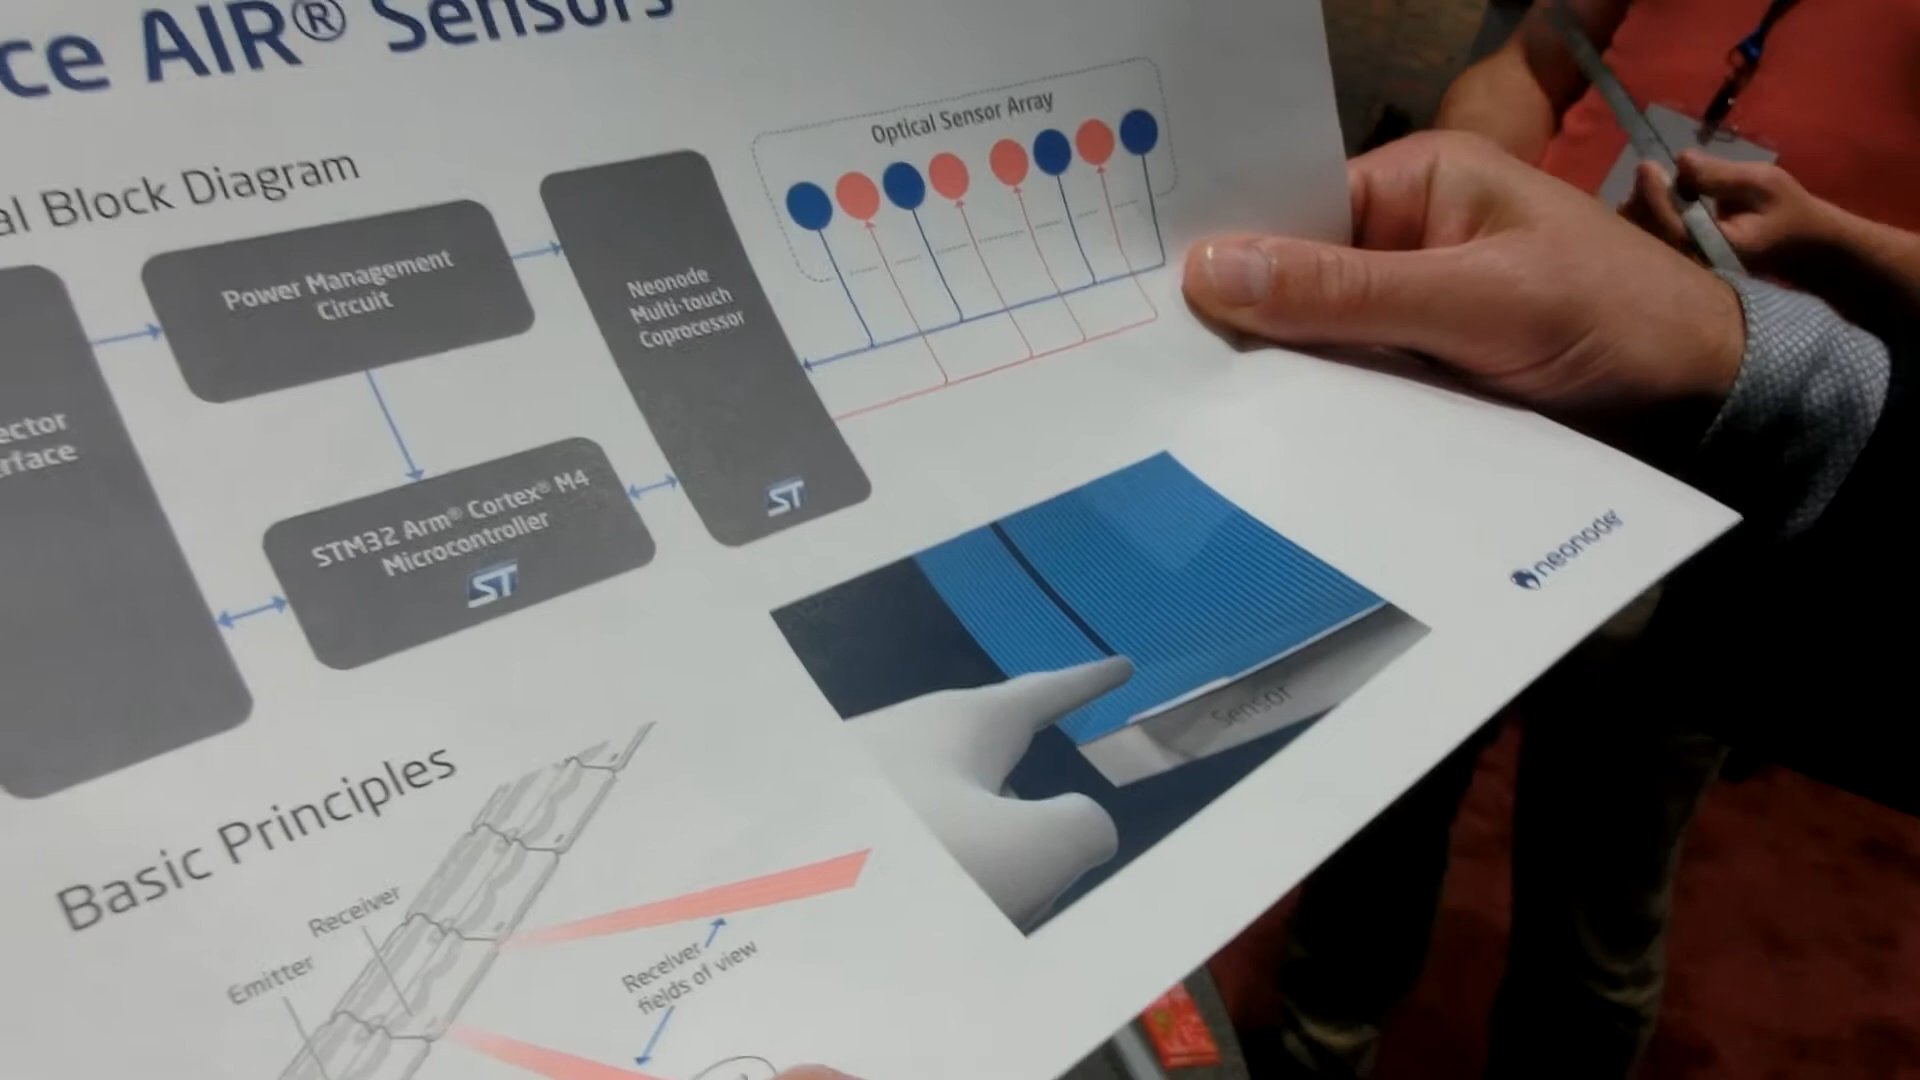 ce AIR® Sensors
al Block Diagram
Power Management
Circuit
Neonode
Multi-touch
Coprocessor
ST
Optical Sensor Array
ector
rface
STM32 Arm® Cortex® M4
Microcontroller
ST
neonode
Sensor
Basic Principles
Receiver
Emitter
Receiver
fields of view